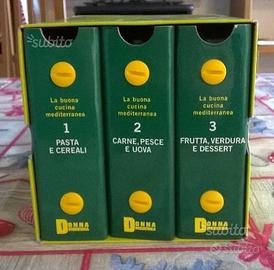 subito
La buona
cucina
mediterranea
1
PASTA
E CEREALI
DONNA
La buona
cucina
mediterranea
2
CARNE, PESCE
E UOVA
DONNA
La buona
cucina
mediterranea
3
FRUTTA, VERDURA
E DESSERT
DONNA
subito